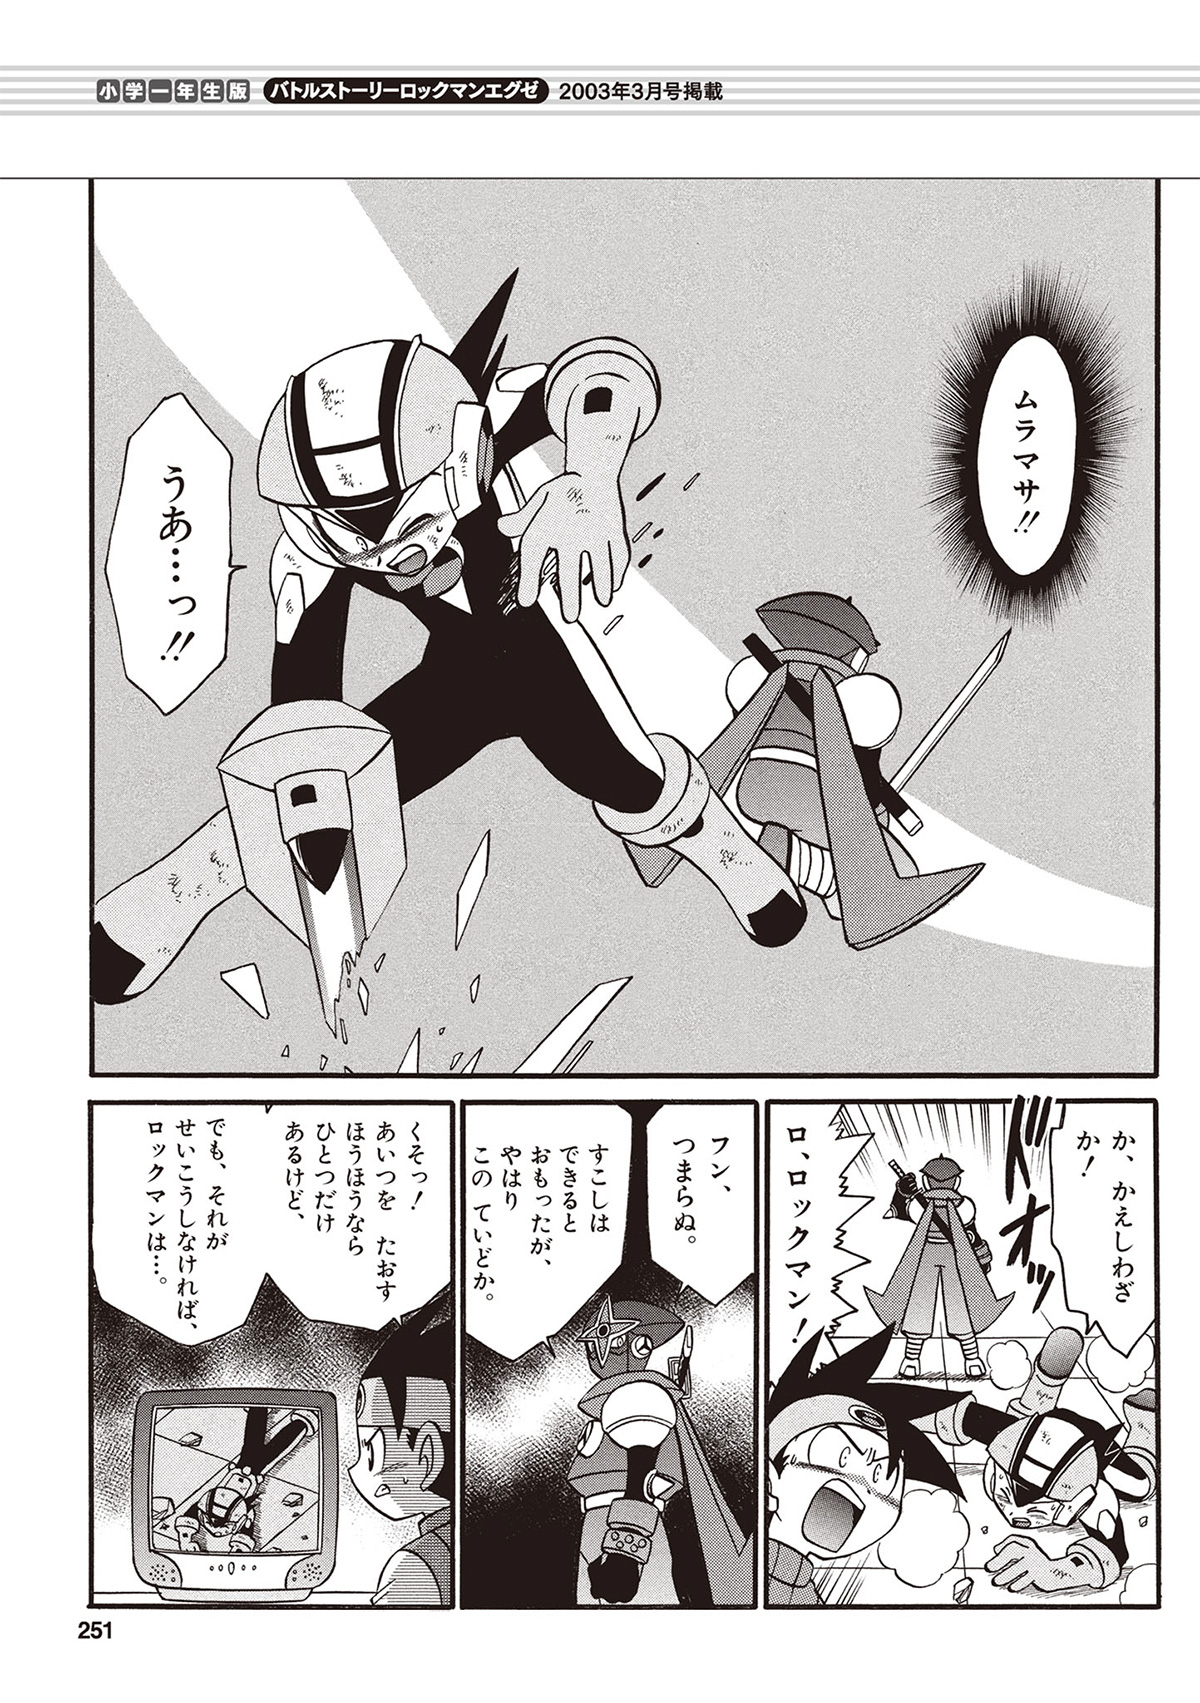 小学一年生版 バトルストーリーロックマンエグゼ 2003年3月号掲載
ムラマサ!!
うあ…っ!!
か、かえしわざ
か!
ドオオッ
ロ、ロックマン!
フン、
つまらぬ。
すこしは
できると
おもったが、
やはり
この ていどか。
くそっ!
あいつを たおす
ほうほうなら
ひとつだけ
あるけど、
でも、それが
せいこうしなければ、
ロックマンは…。
251